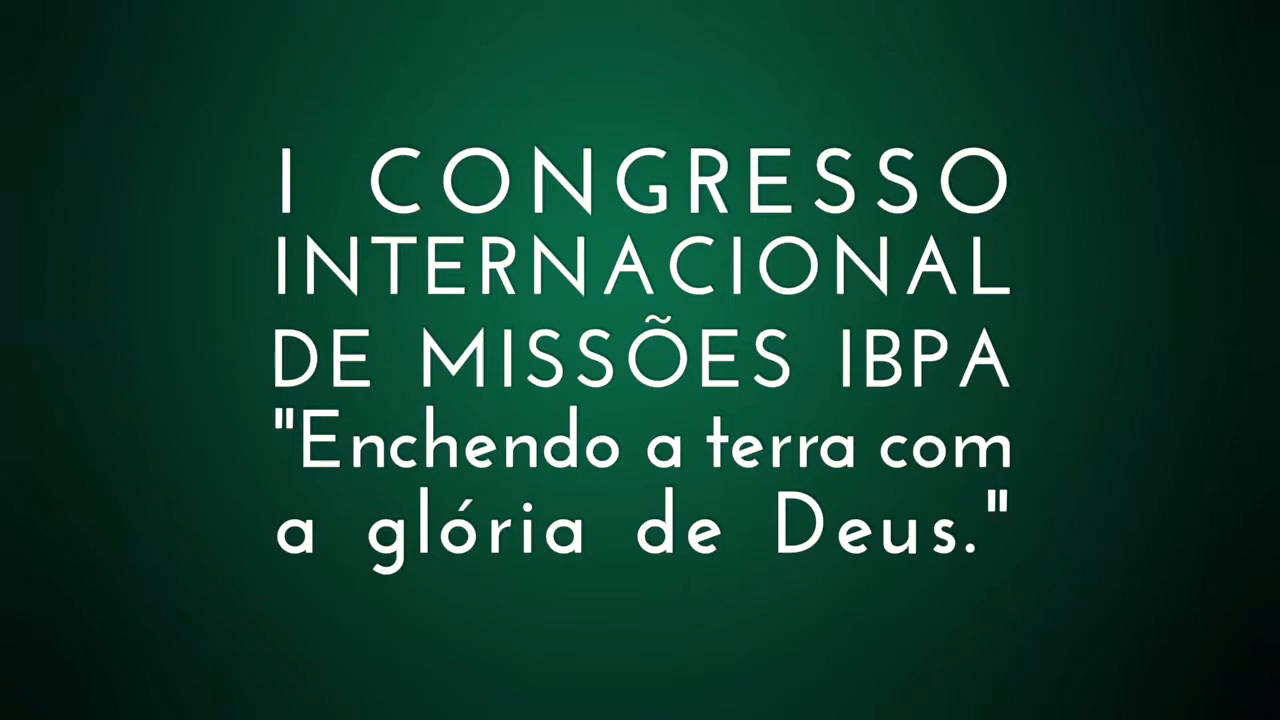 I CONGRESSO
INTERNACIONAL
DE MISSÕES IBPA
"Enchendo a terra com
a glória de Deus."